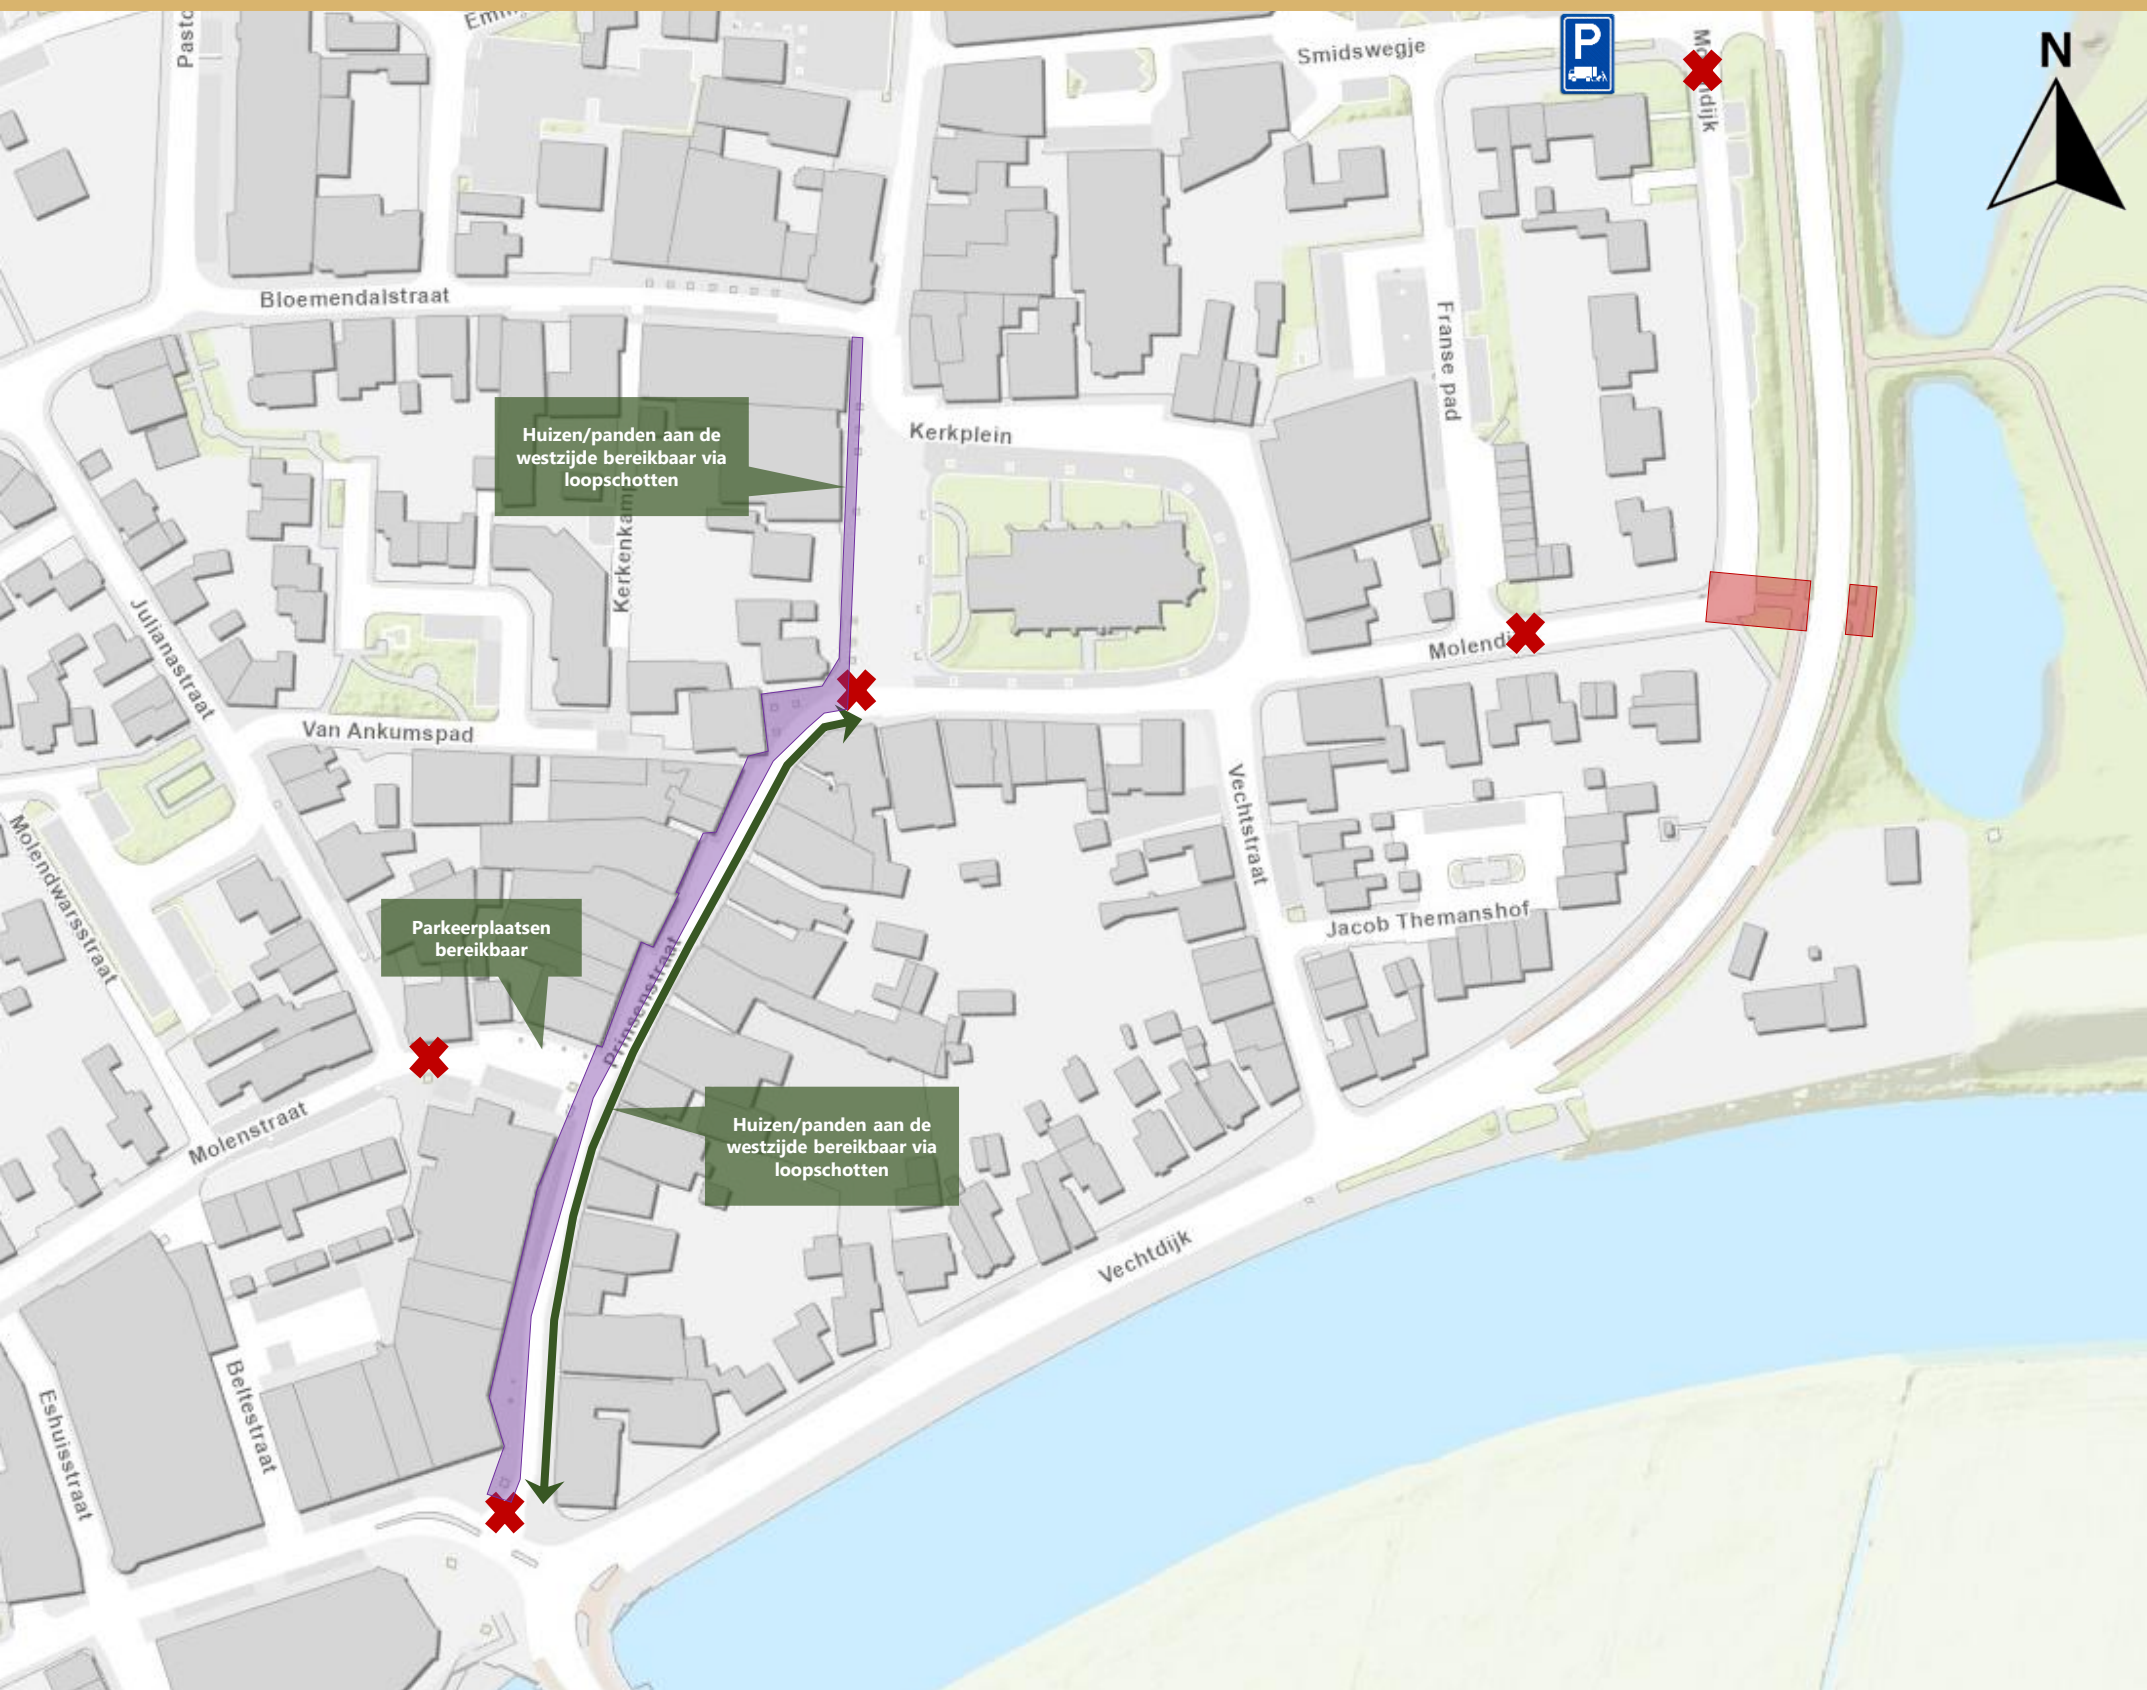 Pasto
Smidswegje
P
N
Bloemendalstraat
Franse pad
Huizen/panden aan de
westzijde bereikbaar via
loopschotten
Kerkplein
Julianastraat
Van Ankumspad
Vechtstraat
Molendwarsstraat
Jacob Themanshof
Parkeerplaatsen
bereikbaar
Prinsenstraat
Molenstraat
Huizen/panden aan de
westzijde bereikbaar via
loopschotten
Vechtdijk
Beltestraat
Eshuisstraat